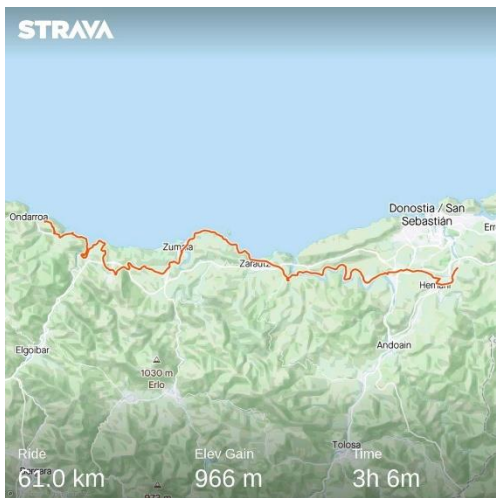 STRAVA
Donostia / San
Sebastián
Ondarroa
Zumaia
Zarautz
Hernani
Andoain
Elgoibar
1030 m
Erlo
Tolosa
Ride
Elev Gain
Time
61.0 km
966 m
3h 6m